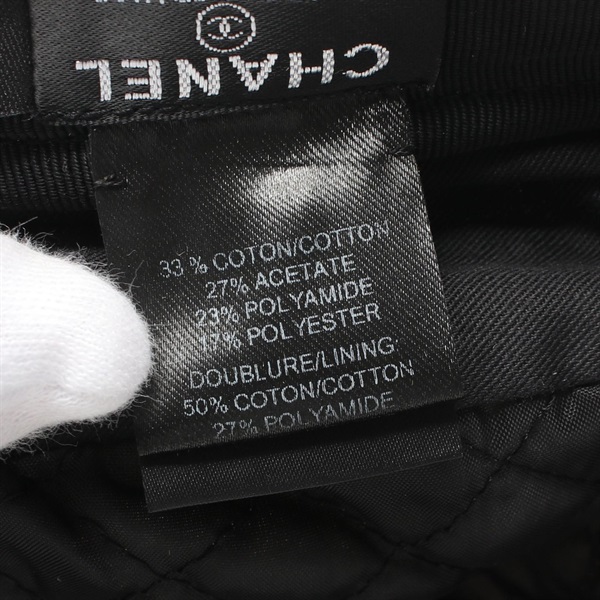 CHANEL
33 % COTON/COTTON
27% ACETATE
23% POLYAMIDE
17% POLYESTER
DOUBLURE/LINING
50% COTON/COTTON
27% POLYAMIDE